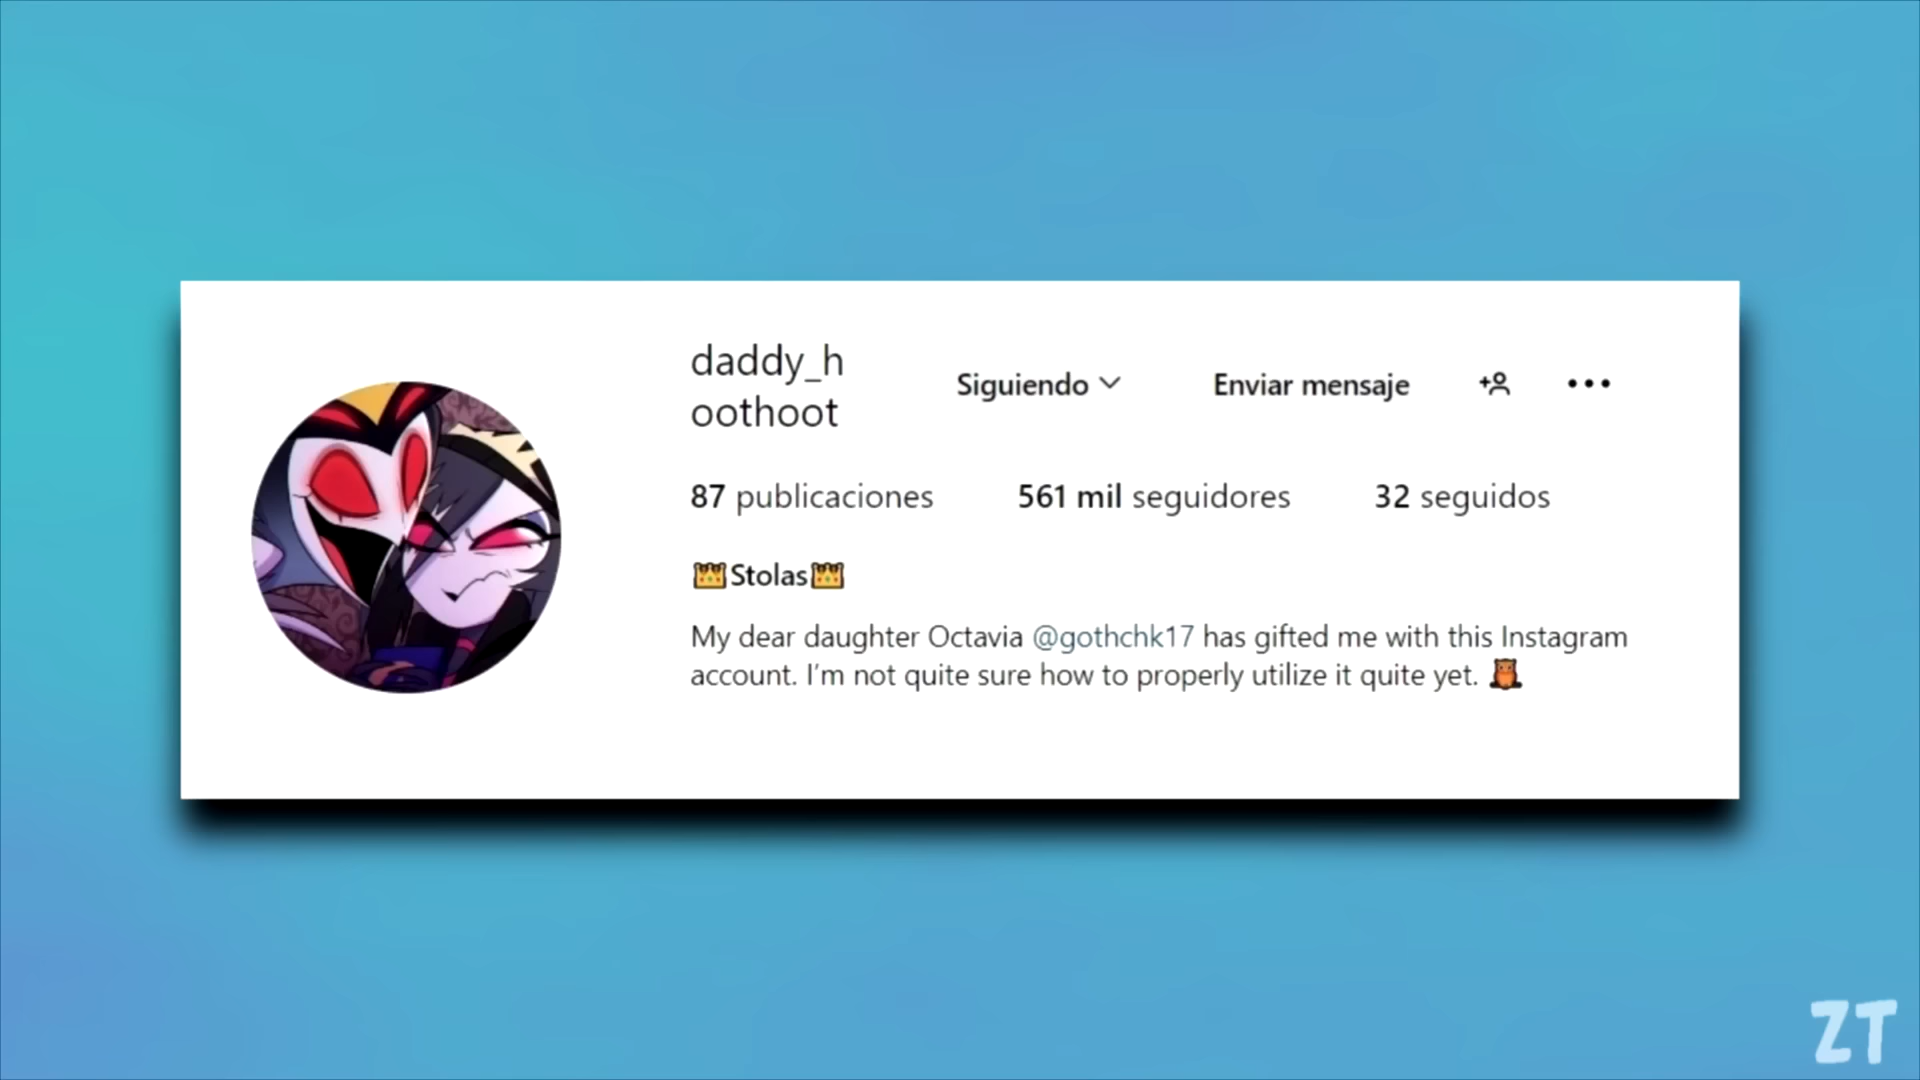 daddy_h
oothoot
Siguiendo
Enviar mensaje
87 publicaciones
561 mil seguidores
32 seguidos
👑Stolas👑
My dear daughter Octavia @gothchk17 has gifted me with this Instagram
account. I'm not quite sure how to properly utilize it quite yet. 🦉
ZT